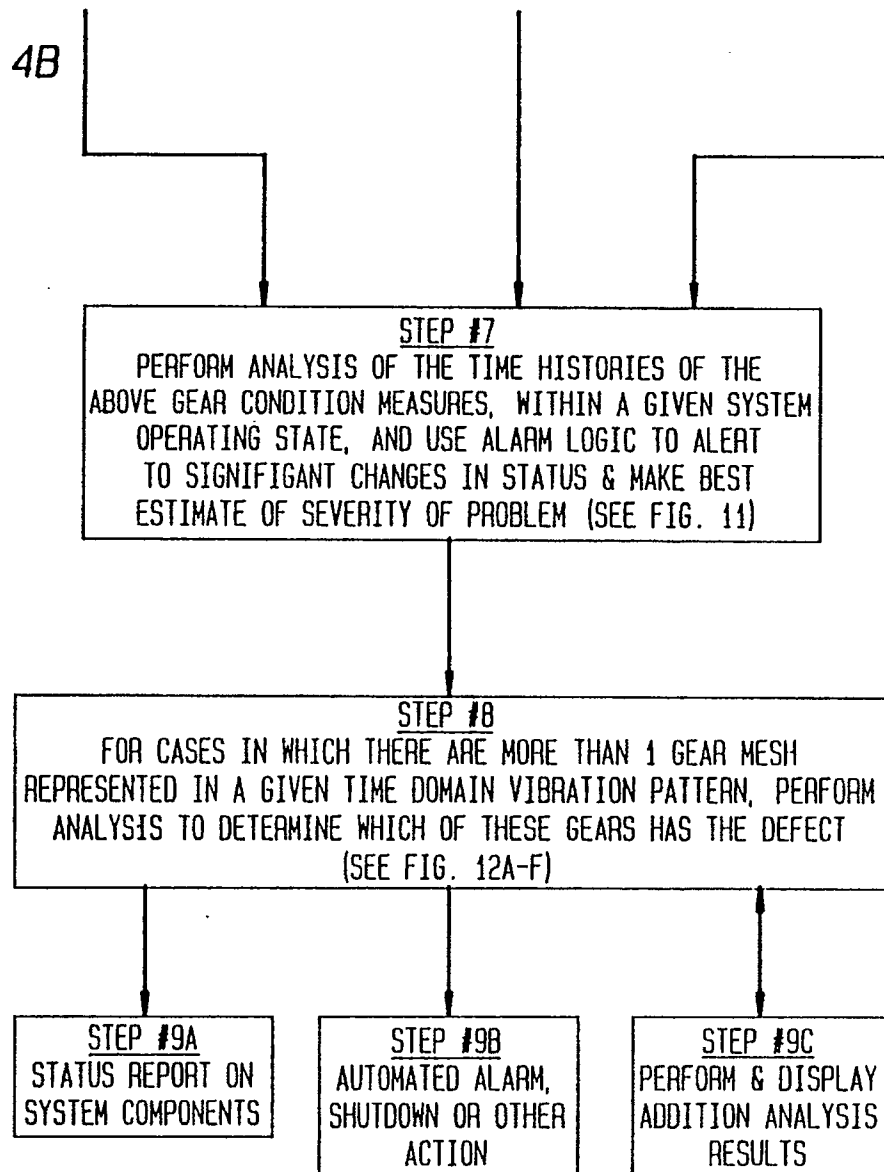 4B
STEP #7
PERFORM ANALYSIS OF THE TIME HISTORIES OF THE
ABOVE GEAR CONDITION MEASURES, WITHIN A GIVEN SYSTEM
OPERATING STATE, AND USE ALARM LOGIC TO ALERT
TO SIGNIFIGANT CHANGES IN STATUS & MAKE BEST
ESTIMATE OF SEVERITY OF PROBLEM (SEE FIG. 11)
STEP #8
FOR CASES IN WHICH THERE ARE MORE THAN 1 GEAR MESH
REPRESENTED IN A GIVEN TIME DOMAIN VIBRATION PATTERN, PERFORM
ANALYSIS TO DETERMINE WHICH OF THESE GEARS HAS THE DEFECT
(SEE FIG. 12A-F)
STEP #9A
STATUS REPORT ON
SYSTEM COMPONENTS
STEP #9B
AUTOMATED ALARM,
SHUTDOWN OR OTHER
ACTION
STEP #9C
PERFORM & DISPLAY
ADDITION ANALYSIS
RESULTS